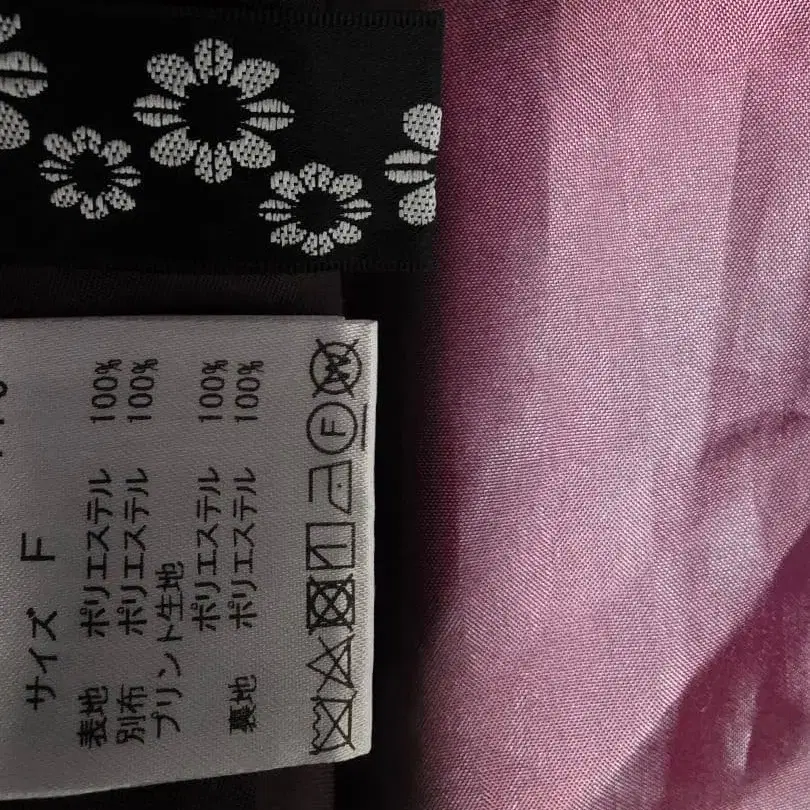 サイズ F
表地 ポリエステル 100%
別布 ポリエステル 100%
プリント生地
ポリエステル 100%
裏地 ポリエステル 100%
F